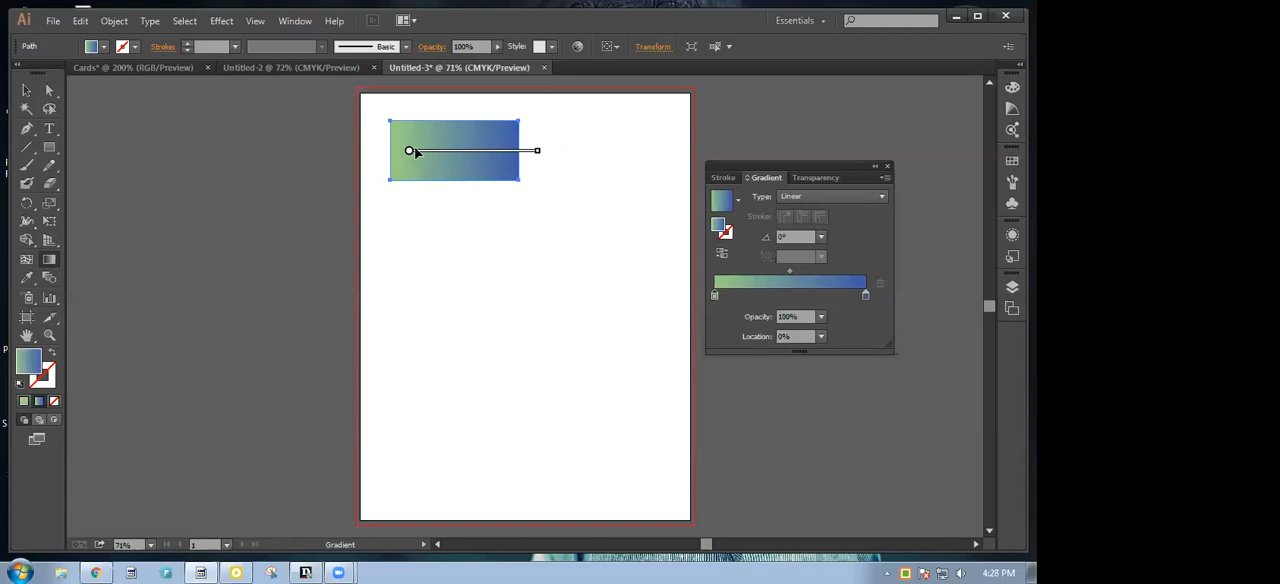 Ai File Edit Object Type Select Effect View Window Help Br Essentials
Path Stroke: Basic Opacity: 100% Style: Transform
Cards* @ 200% (RGB/Preview) × Untitled-2 @ 72% (CMYK/Preview) × Untitled-3* @ 71% (CMYK/Preview) ×
Stroke Gradient Transparency
Type: Linear
Stroke:
0°
Opacity: 100%
Location: 0%
71% 1 Gradient
4:28 PM